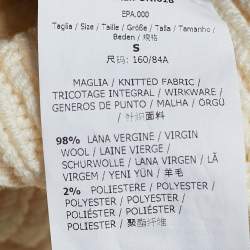 EPA.000
Taglia / Size / Taille / Größe
/ Talla / Tamanho /
Beden / 规格
S
尺码: 160/84A
MAGLIA / KNITTED FABRIC /
TRICOTAGE INTEGRAL / WIRKWARE /
GENEROS DE PUNTO / MALHA / ÖRGÜ
/ 针织面料
98% LANA VERGINE / VIRGIN
WOOL / LAINE VIERGE /
SCHURWOLLE / LANA VIRGEN / LÃ
VIRGEM / YENI YÜN / 羊毛
2% POLIESTERE / POLYESTER /
POLYESTER / POLYESTER /
POLIÉSTER / POLIÉSTER /
POLYESTER / 聚酯纤维